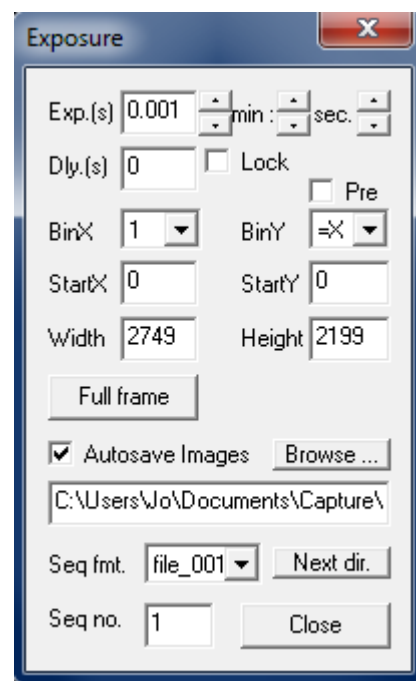 Exposure
Exp.(s) 0.001 min : sec.
Dly.(s) 0 Lock
Pre
BinX 1 BinY =X
StartX 0 StartY 0
Width 2749 Height 2199
Full frame
Autosave Images Browse ...
C:\Users\Jo\Documents\Capture\
Seq fmt. file_001 Next dir.
Seq no. 1 Close